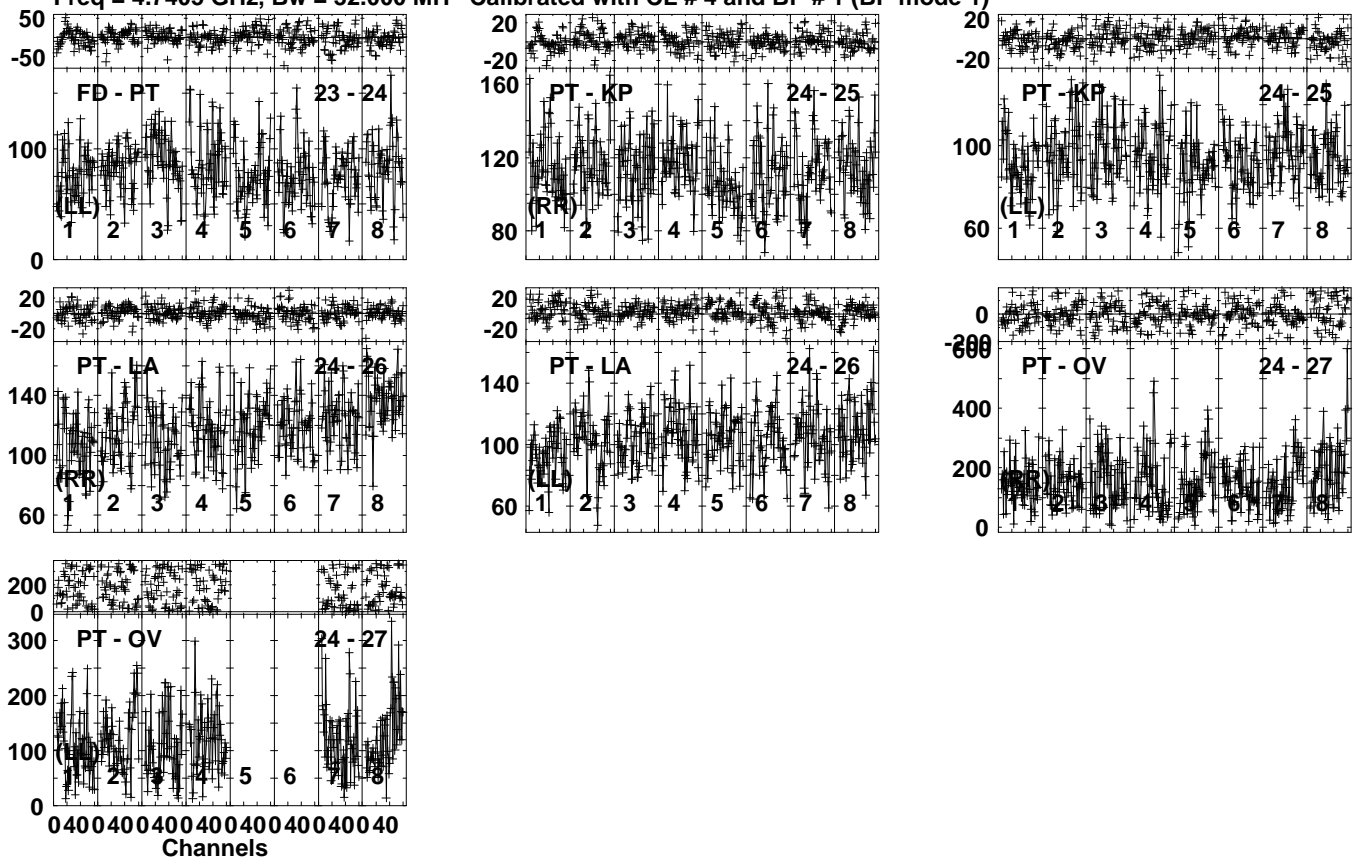 Freq = 4.7405 GHz, Bw = 32.000 MH Calibrated with CL # 4 and BP # 1 (BP mode 1)
50
-50
FD - PT 23 - 24
100
(LL)
1 2 3 4 5 6 7 8
0
20
-20
160
PT - KP 24 - 25
120
(RR)
80
1 2 3 4 5 6 7 8
20
-20
PT - KP 24 - 25
100
(LL)
60
1 2 3 4 5 6 7 8
20
-20
PT - LA 24 - 26
140
100
(RR)
60
1 2 3 4 5 6 7 8
20
-20
PT - LA 24 - 26
140
100
(LL)
60
1 2 3 4 5 6 7 8
0
-200
600
PT - OV 24 - 27
400
200
(RR)
1 2 3 4 5 6 7 8
0
200
0
300
PT - OV 24 - 27
200
100
(LL)
1 2 3 4 5 6 7 8
0
0 40 0 40 0 40 0 40 0 40 0 40 0 40 0 40
Channels